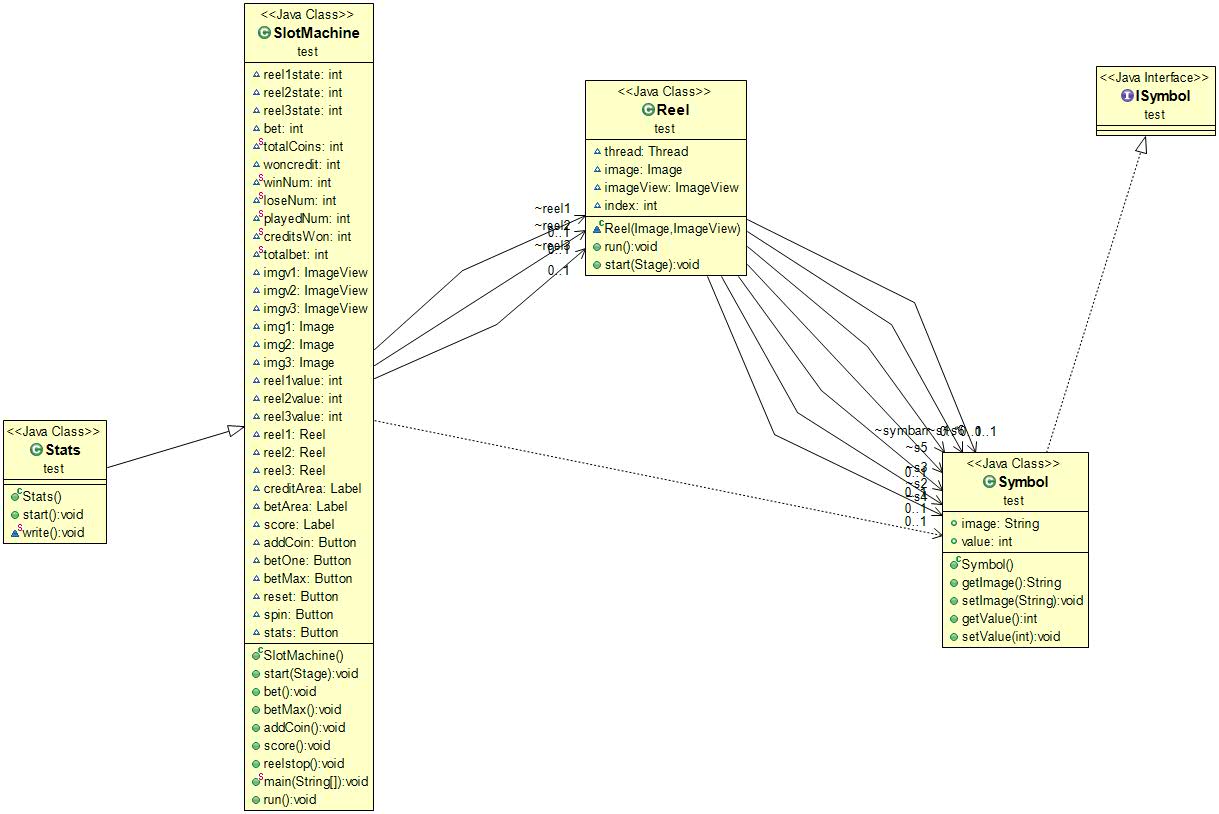 <<Java Class>>
SlotMachine
test
reel1state: int
reel2state: int
reel3state: int
bet: int
totalCoins: int
woncredit: int
winNum: int
loseNum: int
playedNum: int
creditsWon: int
totalbet: int
imgv1: ImageView
imgv2: ImageView
imgv3: ImageView
img1: Image
img2: Image
img3: Image
reel1value: int
reel2value: int
reel3value: int
reel1: Reel
reel2: Reel
reel3: Reel
creditArea: Label
betArea: Label
score: Label
addCoin: Button
betOne: Button
betMax: Button
reset: Button
spin: Button
stats: Button
SlotMachine()
start(Stage):void
bet():void
betMax():void
addCoin():void
score():void
reelstop():void
main(String[]):void
run():void
<<Java Class>>
Stats
test
Stats()
start():void
write():void
~reel1
~reel2
0..1
~reel3
0..1
0..1
<<Java Class>>
Reel
test
thread: Thread
image: Image
imageView: ImageView
index: int
Reel(Image,ImageView)
run():void
start(Stage):void
<<Java Interface>>
ISymbol
test
~s5
~s3
0..1
~s2
~s4
0..1
0..1
0..1
<<Java Class>>
Symbol
test
image: String
value: int
Symbol()
getImage():String
setImage(String):void
getValue():int
setValue(int):void